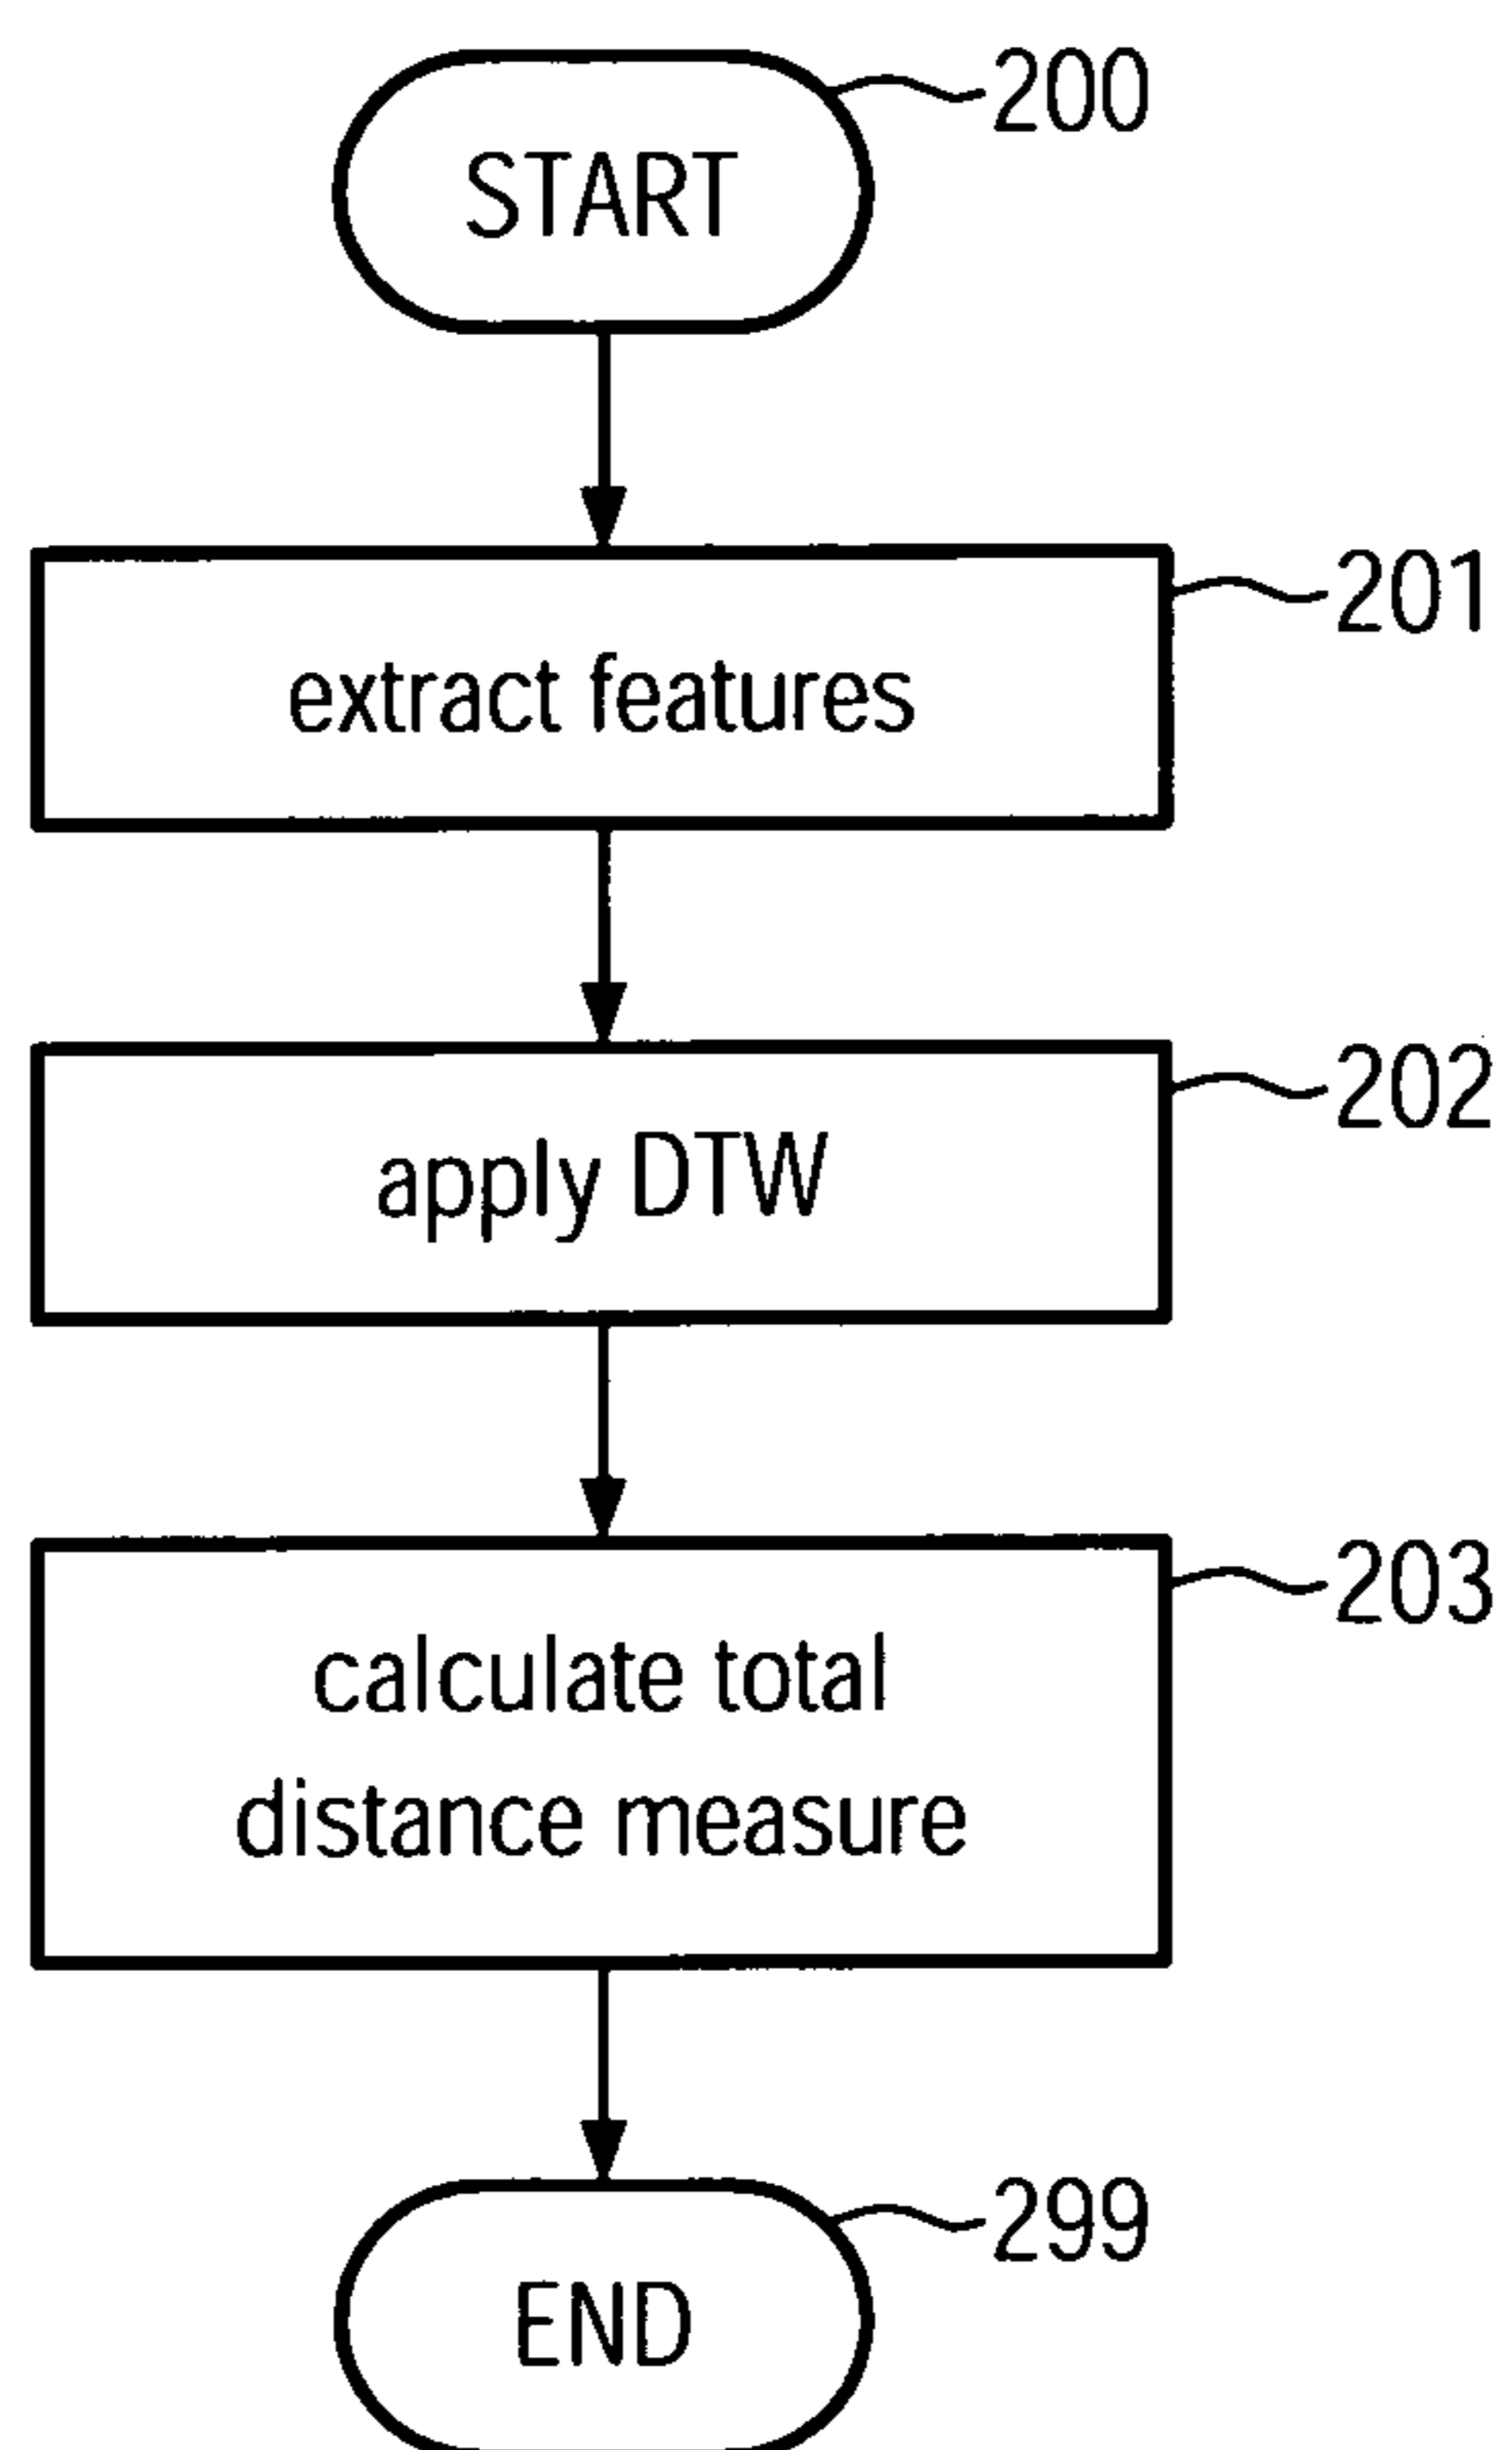 200
START
201
extract features
202
apply DTW
203
calculate total
distance measure
299
END